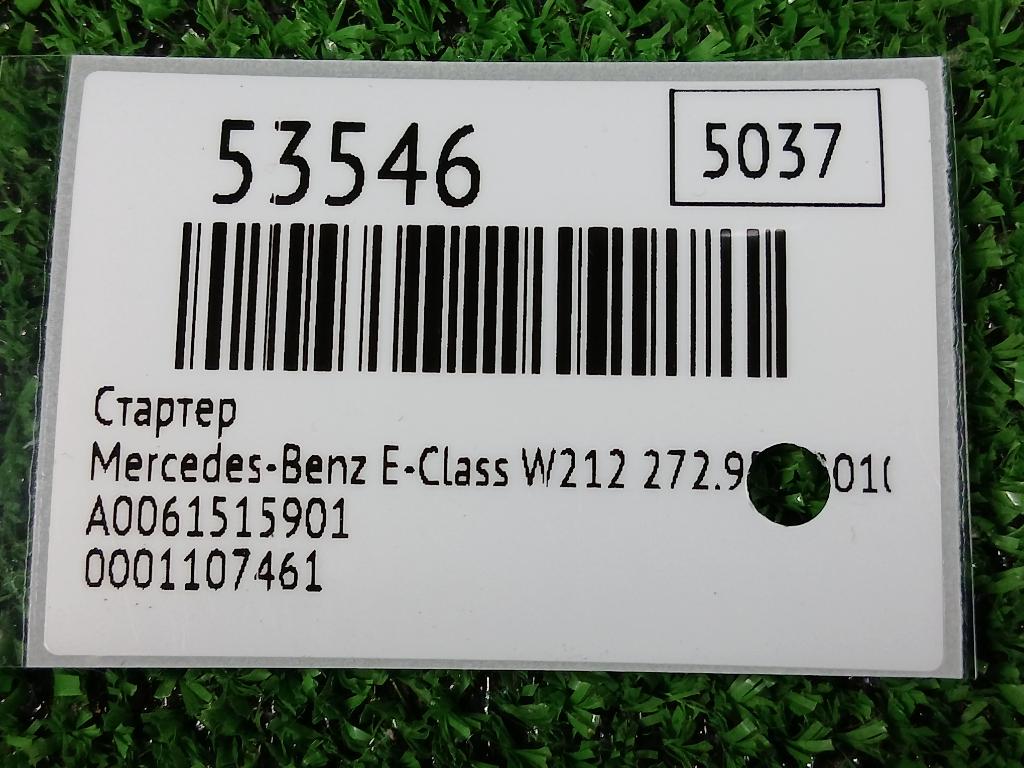 53546
5037
Стартер
Mercedes-Benz E-Class W212
A0061515901
0001107461